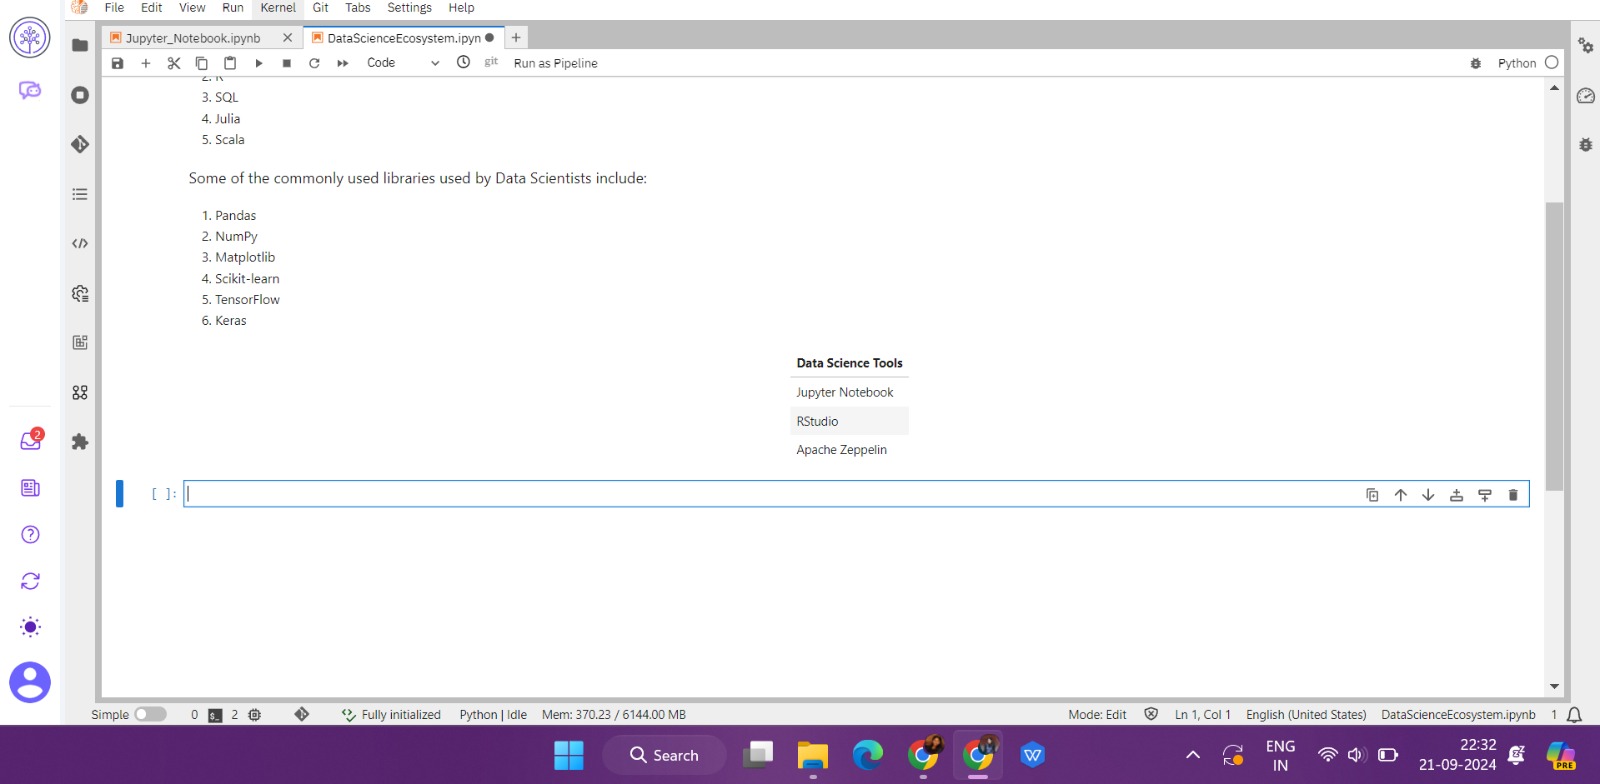 File Edit View Run Kernel Git Tabs Settings Help
Jupyter_Notebook.ipynb DataScienceEcosystem.ipyn
Code git Run as Pipeline Python
2. R
3. SQL
4. Julia
5. Scala
Some of the commonly used libraries used by Data Scientists include:
1. Pandas
2. NumPy
3. Matplotlib
4. Scikit-learn
5. TensorFlow
6. Keras
Data Science Tools
Jupyter Notebook
RStudio
Apache Zeppelin
[ ]:
2
Simple 0 2 Fully initialized Python | Idle Mem: 370.23 / 6144.00 MB Mode: Edit Ln 1, Col 1 English (United States) DataScienceEcosystem.ipynb 1
Search
ENG
IN
22:32
21-09-2024
PRE